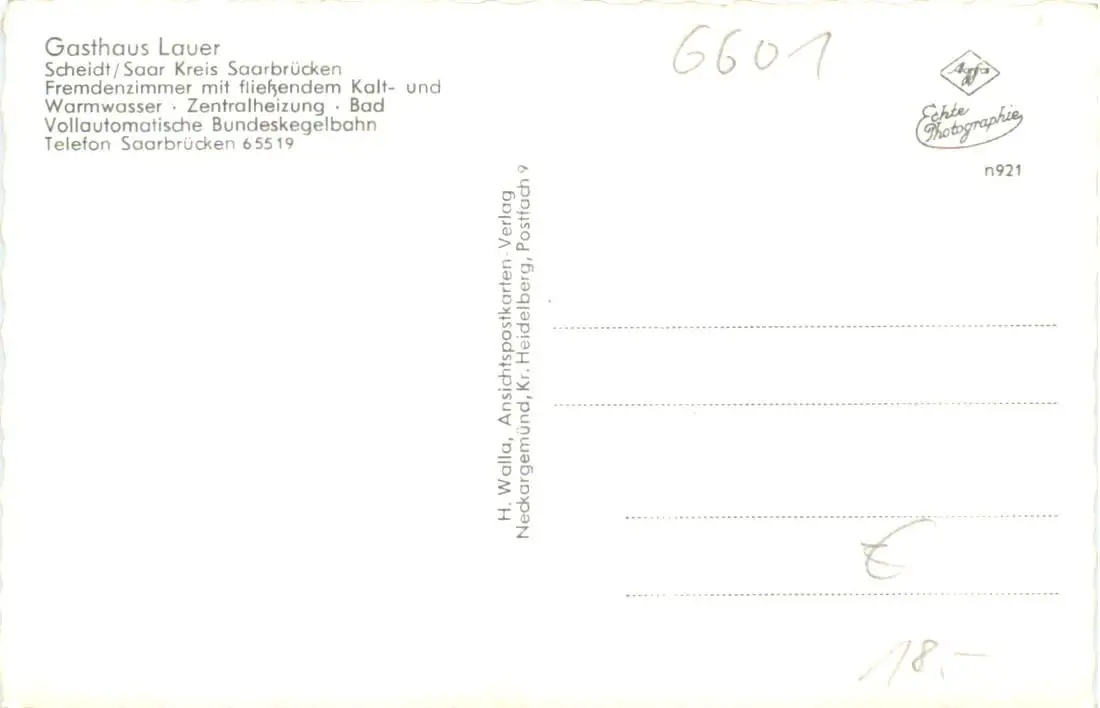 Gasthaus Lauer
Scheidt/Saar Kreis Saarbrücken
Fremdenzimmer mit fließendem Kalt- und
Warmwasser · Zentralheizung · Bad
Vollautomatische Bundeskegelbahn
Telefon Saarbrücken 65519
6601
Agfa
Echte
Photographie
n921
H. Walla, Ansichtspostkarten-Verlag
Neckargemünd, Kr. Heidelberg, Postfach 9
€
18.-